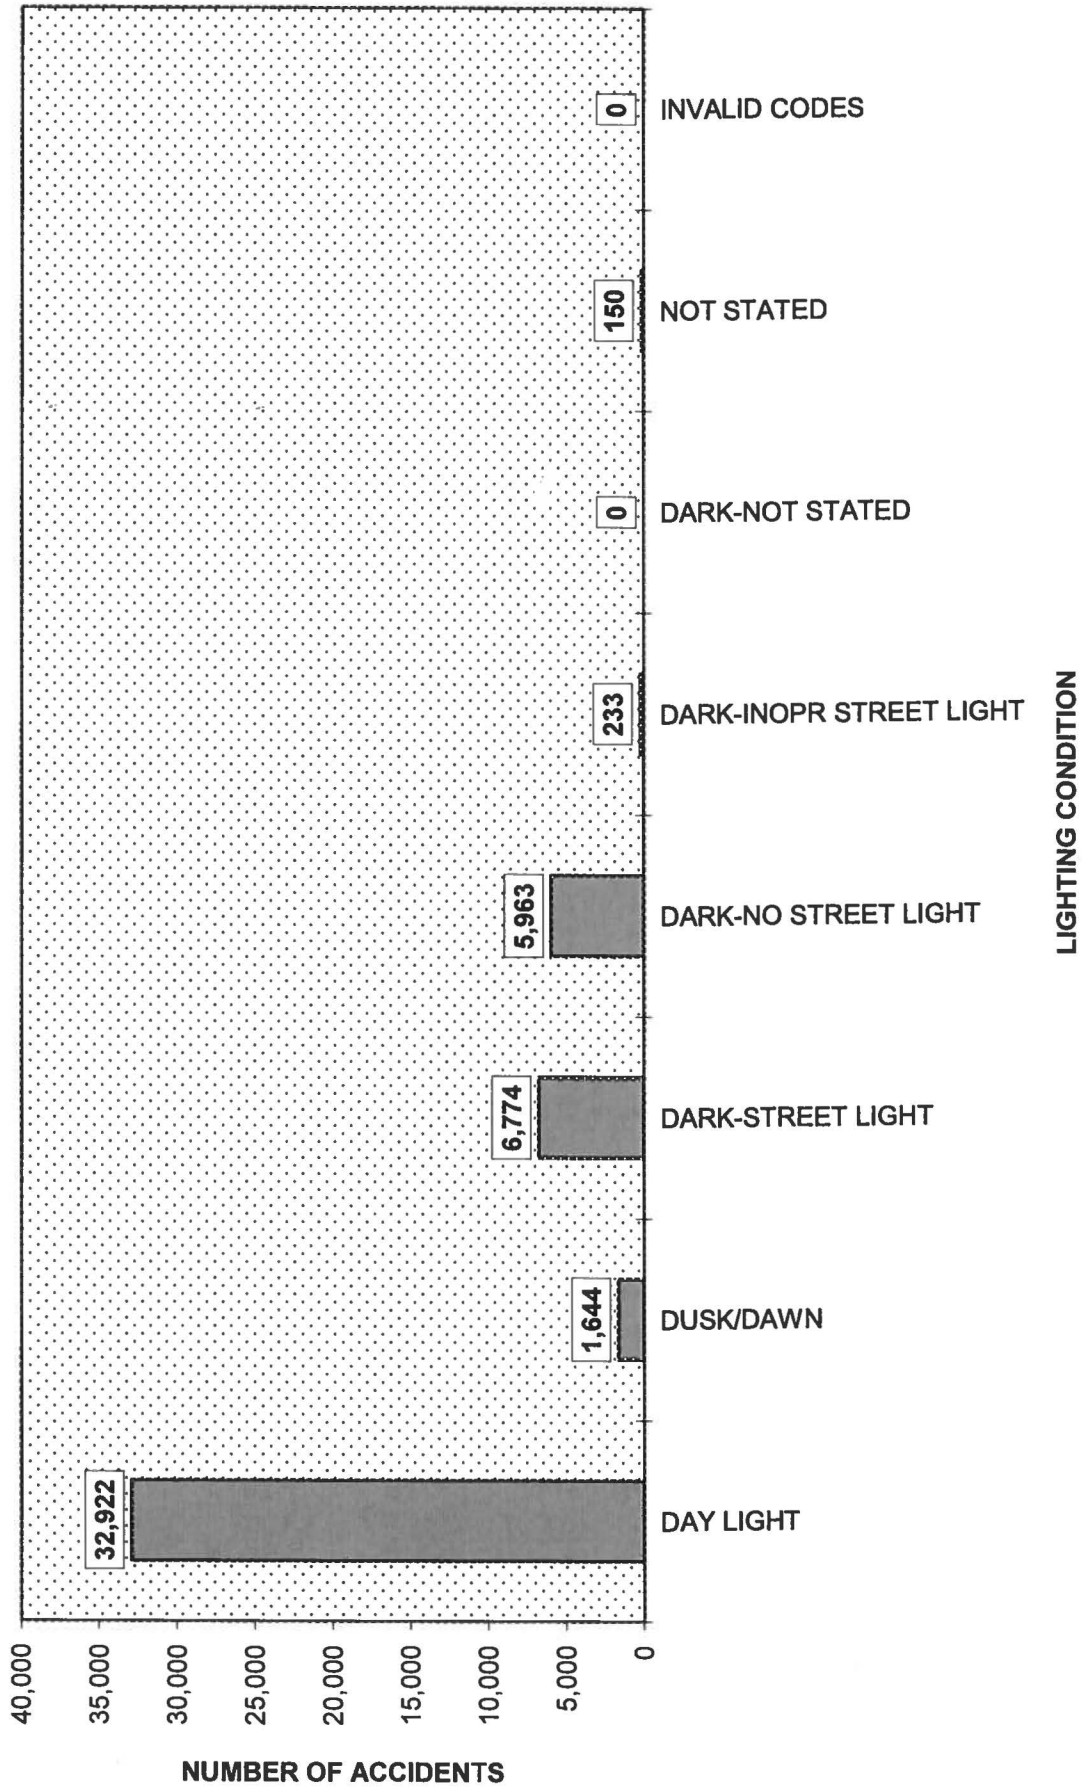 NUMBER OF ACCIDENTS
40,000
35,000
30,000
25,000
20,000
15,000
10,000
5,000
0
32,922
1,644
6,774
5,963
233
0
150
0
DAY LIGHT
DUSK/DAWN
DARK-STREET LIGHT
DARK-NO STREET LIGHT
DARK-INOPR STREET LIGHT
DARK-NOT STATED
NOT STATED
INVALID CODES
LIGHTING CONDITION